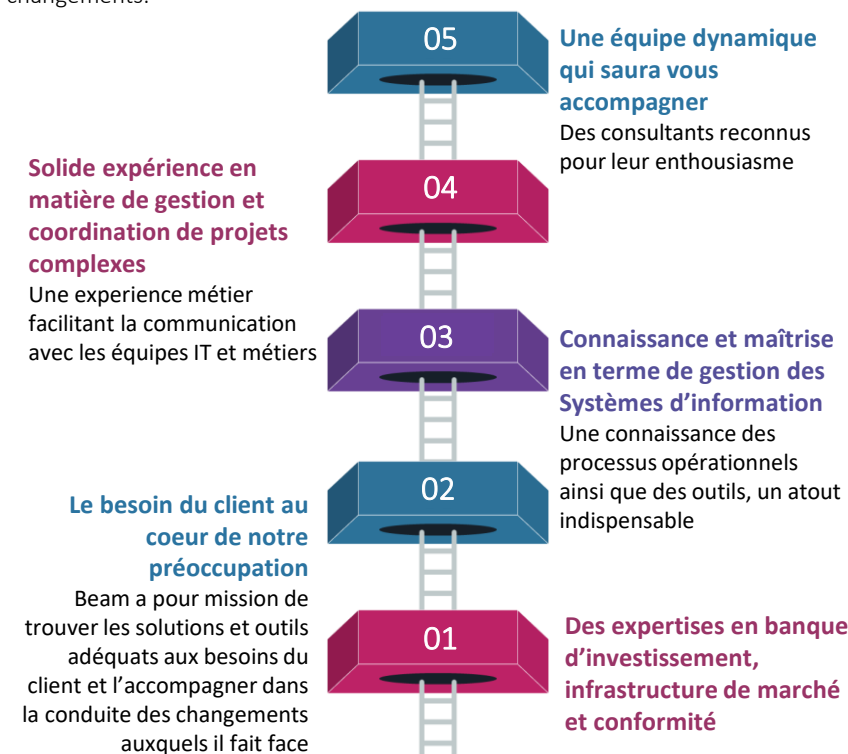 changements.
05
Une équipe dynamique
qui saura vous
accompagner
Des consultants reconnus
pour leur enthousiasme
Solide expérience en
matière de gestion et
coordination de projets
complexes
Une experience métier
facilitant la communication
avec les équipes IT et métiers
04
03
Connaissance et maîtrise
en terme de gestion des
Systèmes d’information
Une connaissance des
processus opérationnels
ainsi que des outils, un atout
indispensable
02
Le besoin du client au
coeur de notre
préoccupation
Beam a pour mission de
trouver les solutions et outils
adéquats aux besoins du
client et l’accompagner dans
la conduite des changements
auxquels il fait face
01
Des expertises en banque
d’investissement,
infrastructure de marché
et conformité